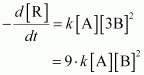 -d[R]/dt = k[A][3B]²
= 9·k[A][B]²